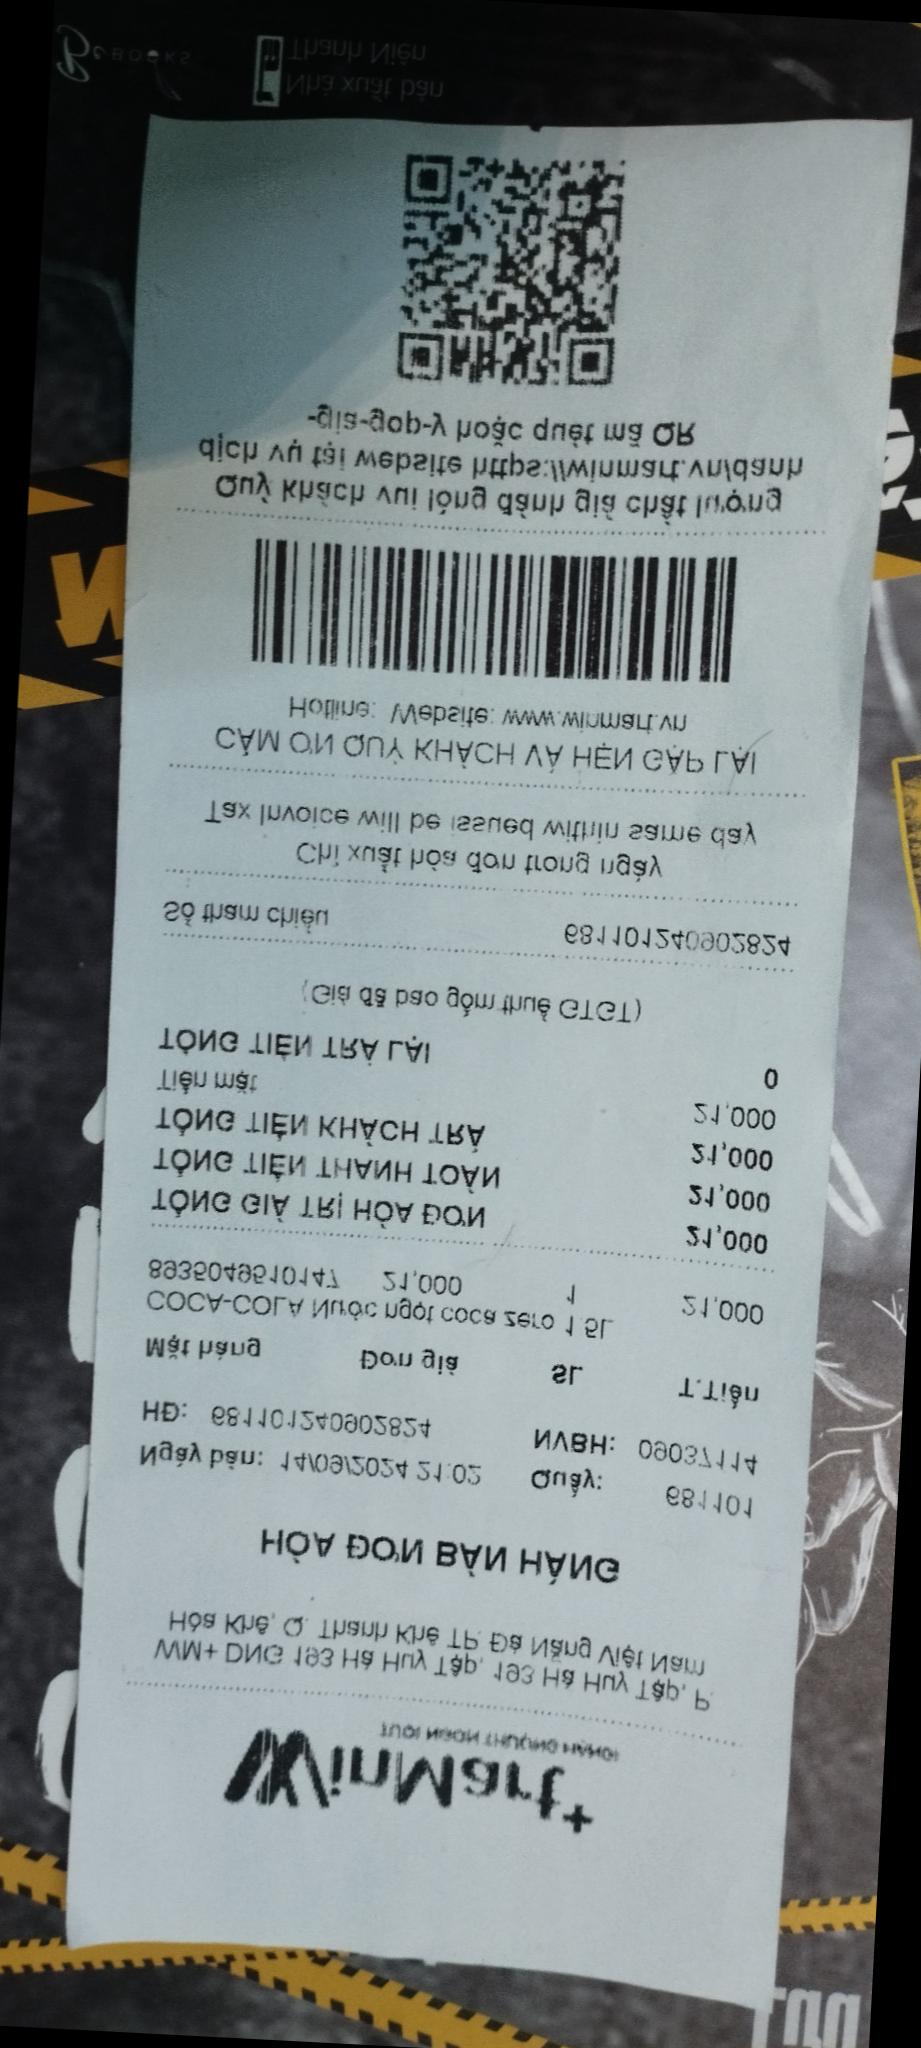 WinMart+
TƯƠI NGON THƯỢNG HẠNG
WM+ DNG 193 Hà Huy Tập, 193 Hà Huy Tập, P.
Hòa Khê, Q. Thanh Khê TP. Đà Nẵng Việt Nam
HÓA ĐƠN BÁN HÀNG
Ngày bán: 14/09/2024 21:02 Quầy: 681101
HĐ: 681101240902824 NVBH: 09037114
Mặt hàng Đơn giá SL T.Tiền
COCA-COLA Nước ngọt coca zero 1.5L
8935049510147 21,000 1 21,000
TỔNG GIÁ TRỊ HÓA ĐƠN 21,000
TỔNG TIỀN THANH TOÁN 21,000
TỔNG TIỀN KHÁCH TRẢ 21,000
Tiền mặt 21,000
TỔNG TIỀN TRẢ LẠI 0
(Giá đã bao gồm thuế GTGT)
Số tham chiếu 681101240902824
Chỉ xuất hóa đơn trong ngày
Tax Invoice will be issued within same day
CẢM ƠN QUÝ KHÁCH VÀ HẸN GẶP LẠI
Hotline: Website: www.winmart.vn
Quý khách vui lòng đánh giá chất lượng
dịch vụ tại website https://winmart.vn/danh
-gia-gop-y hoặc quét mã QR
Nhà xuất bản
Thanh Niên
BOOKS